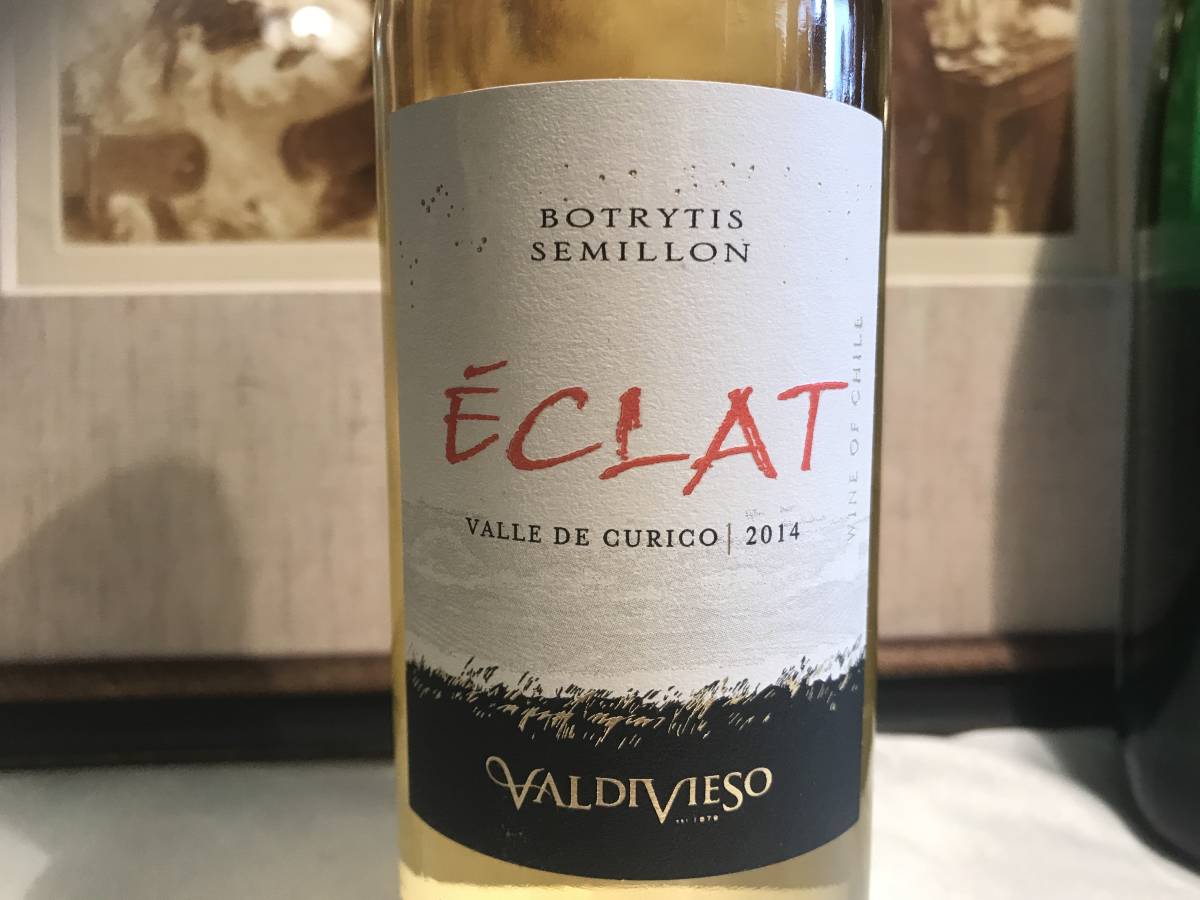 BOTRYTIS
SEMILLON
ÉCLAT
VALLE DE CURICO | 2014
WINE OF CHILE
VALDIVIESO